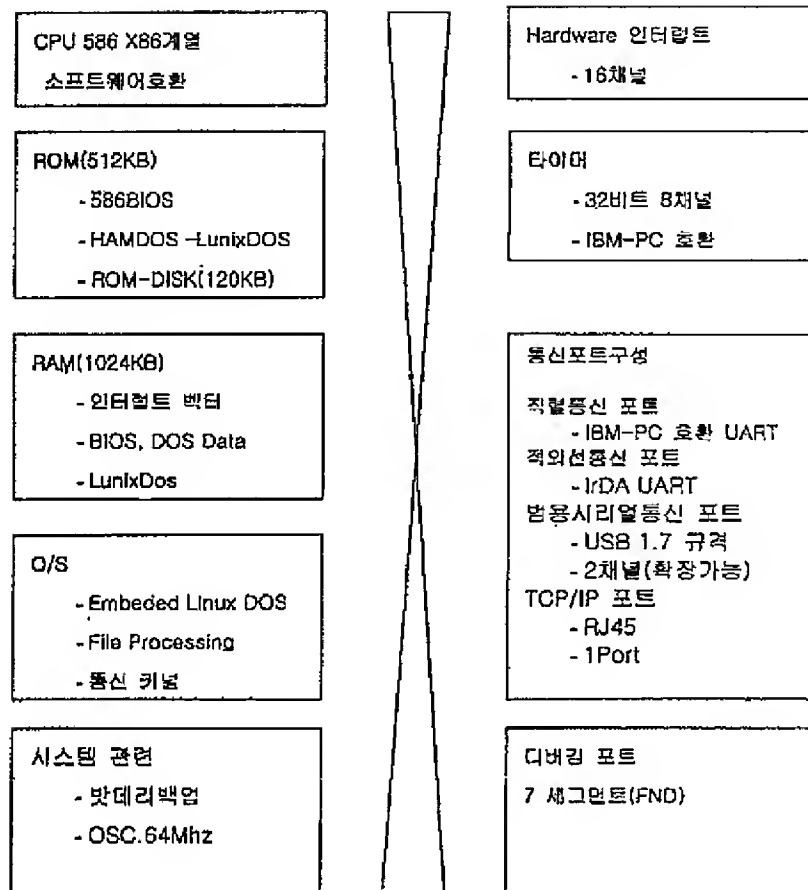 CPU 586 X86계열
소프트웨어호환
ROM(512KB)
- 586BIOS
- HAMDOS -LunixDOS
- ROM-DISK(120KB)
RAM(1024KB)
- 인터럽트 벡터
- BIOS, DOS Data
- LunixDos
O/S
- Embeded Linux DOS
- File Processing
- 통신 커널
시스템 관련
- 밧데리백업
- OSC.64Mhz
Hardware 인터럽트
- 16채널
타이머
- 32비트 8채널
- IBM-PC 호환
통신포트구성
직렬통신 포트
- IBM-PC 호환 UART
적외선통신 포트
- IrDA UART
범용시리얼통신 포트
- USB 1.7 규격
- 2채널(확장가능)
TCP/IP 포트
- RJ45
- 1Port
디버깅 포트
7 세그먼트(FND)